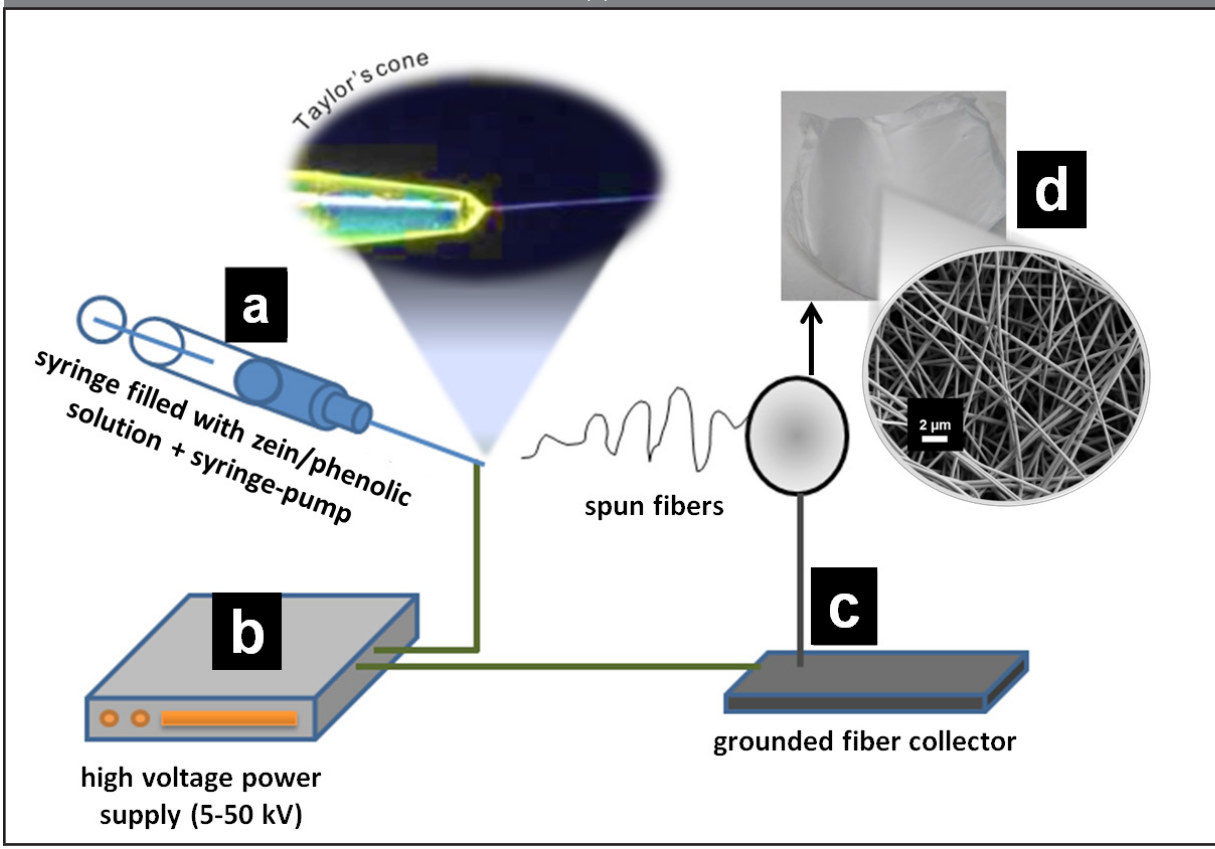 Taylor's cone
a
syringe filled with zein/phenolic
solution + syringe-pump
d
2 μm
spun fibers
b
c
high voltage power
supply (5-50 kV)
grounded fiber collector